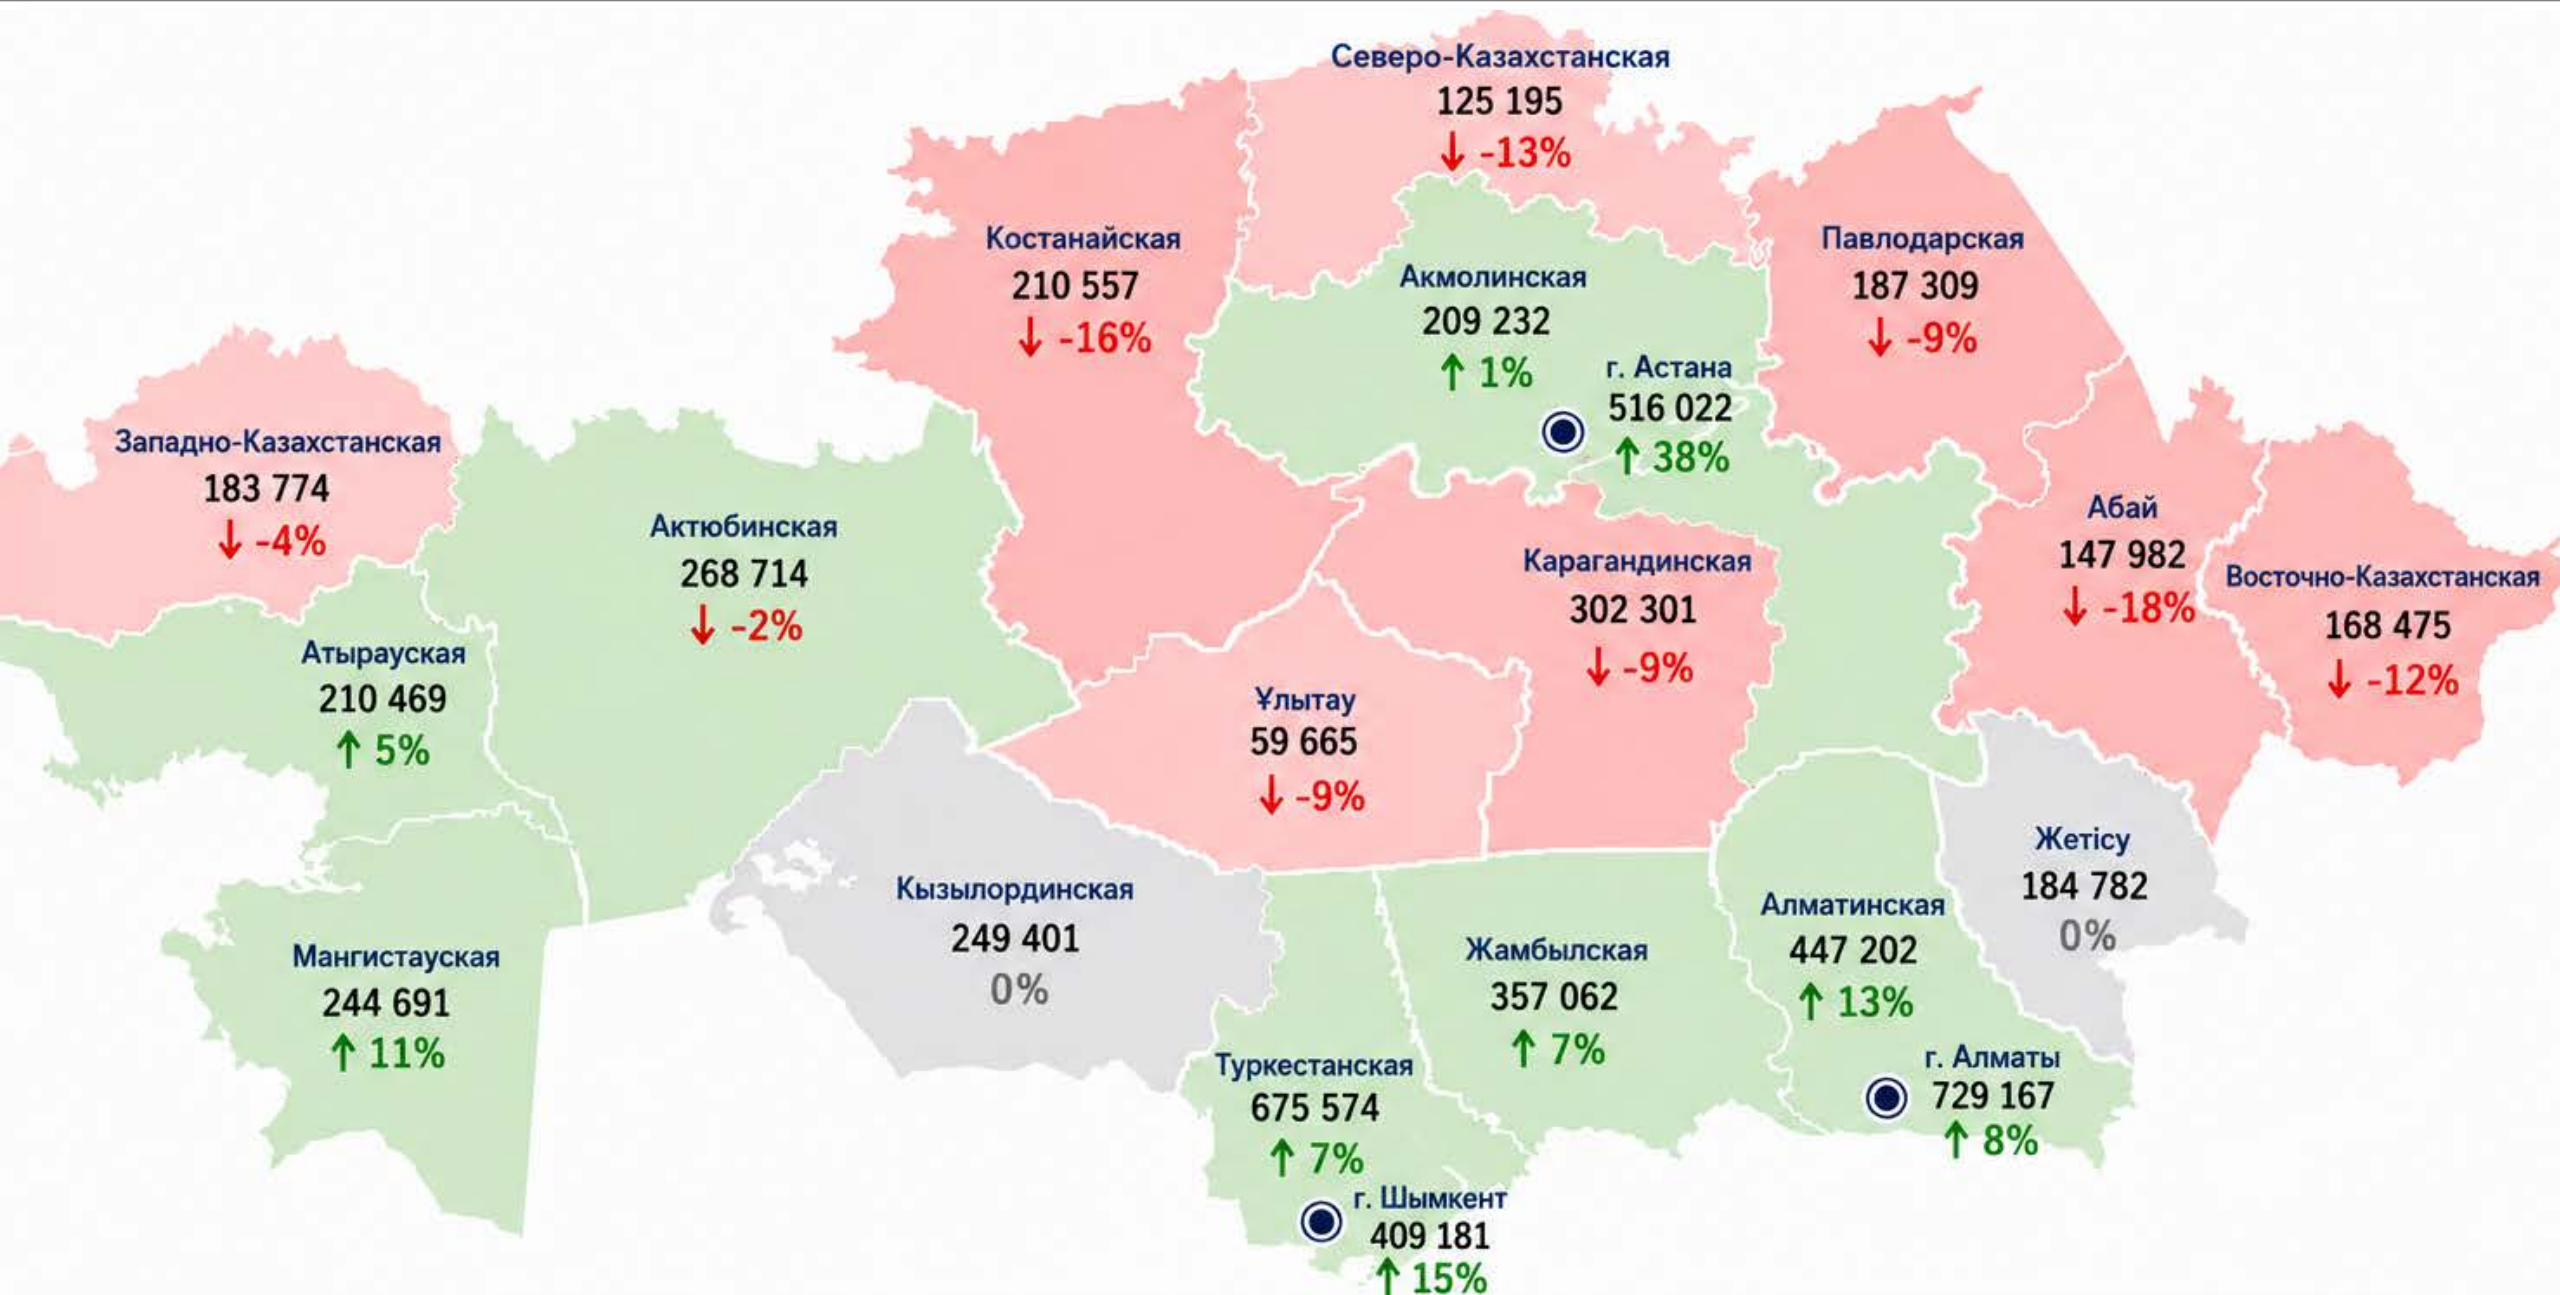 Северо-Казахстанская
125 195
↓ -13%
Костанайская
210 557
↓ -16%
Акмолинская
209 232
↑ 1%
г. Астана
516 022
↑ 38%
Павлодарская
187 309
↓ -9%
Западно-Казахстанская
183 774
↓ -4%
Актюбинская
268 714
↓ -2%
Карагандинская
302 301
↓ -9%
Абай
147 982
↓ -18%
Восточно-Казахстанская
168 475
↓ -12%
Атырауская
210 469
↑ 5%
Ұлытау
59 665
↓ -9%
Мангистауская
244 691
↑ 11%
Кызылординская
249 401
0%
Жамбылская
357 062
↑ 7%
Алматинская
447 202
↑ 13%
Жетісу
184 782
0%
Туркестанская
675 574
↑ 7%
г. Алматы
729 167
↑ 8%
г. Шымкент
409 181
↑ 15%